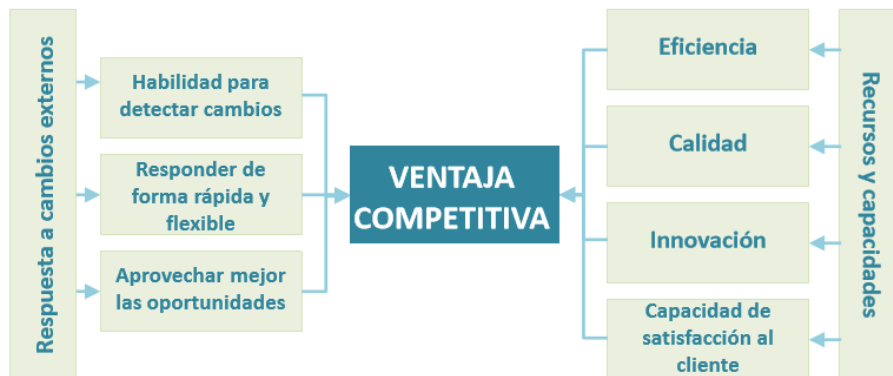 Respuesta a cambios externos
Habilidad para
detectar cambios
Responder de
forma rápida y
flexible
Aprovechar mejor
las oportunidades
VENTAJA
COMPETITIVA
Eficiencia
Calidad
Innovación
Capacidad de
satisfacción al
cliente
Recursos y capacidades